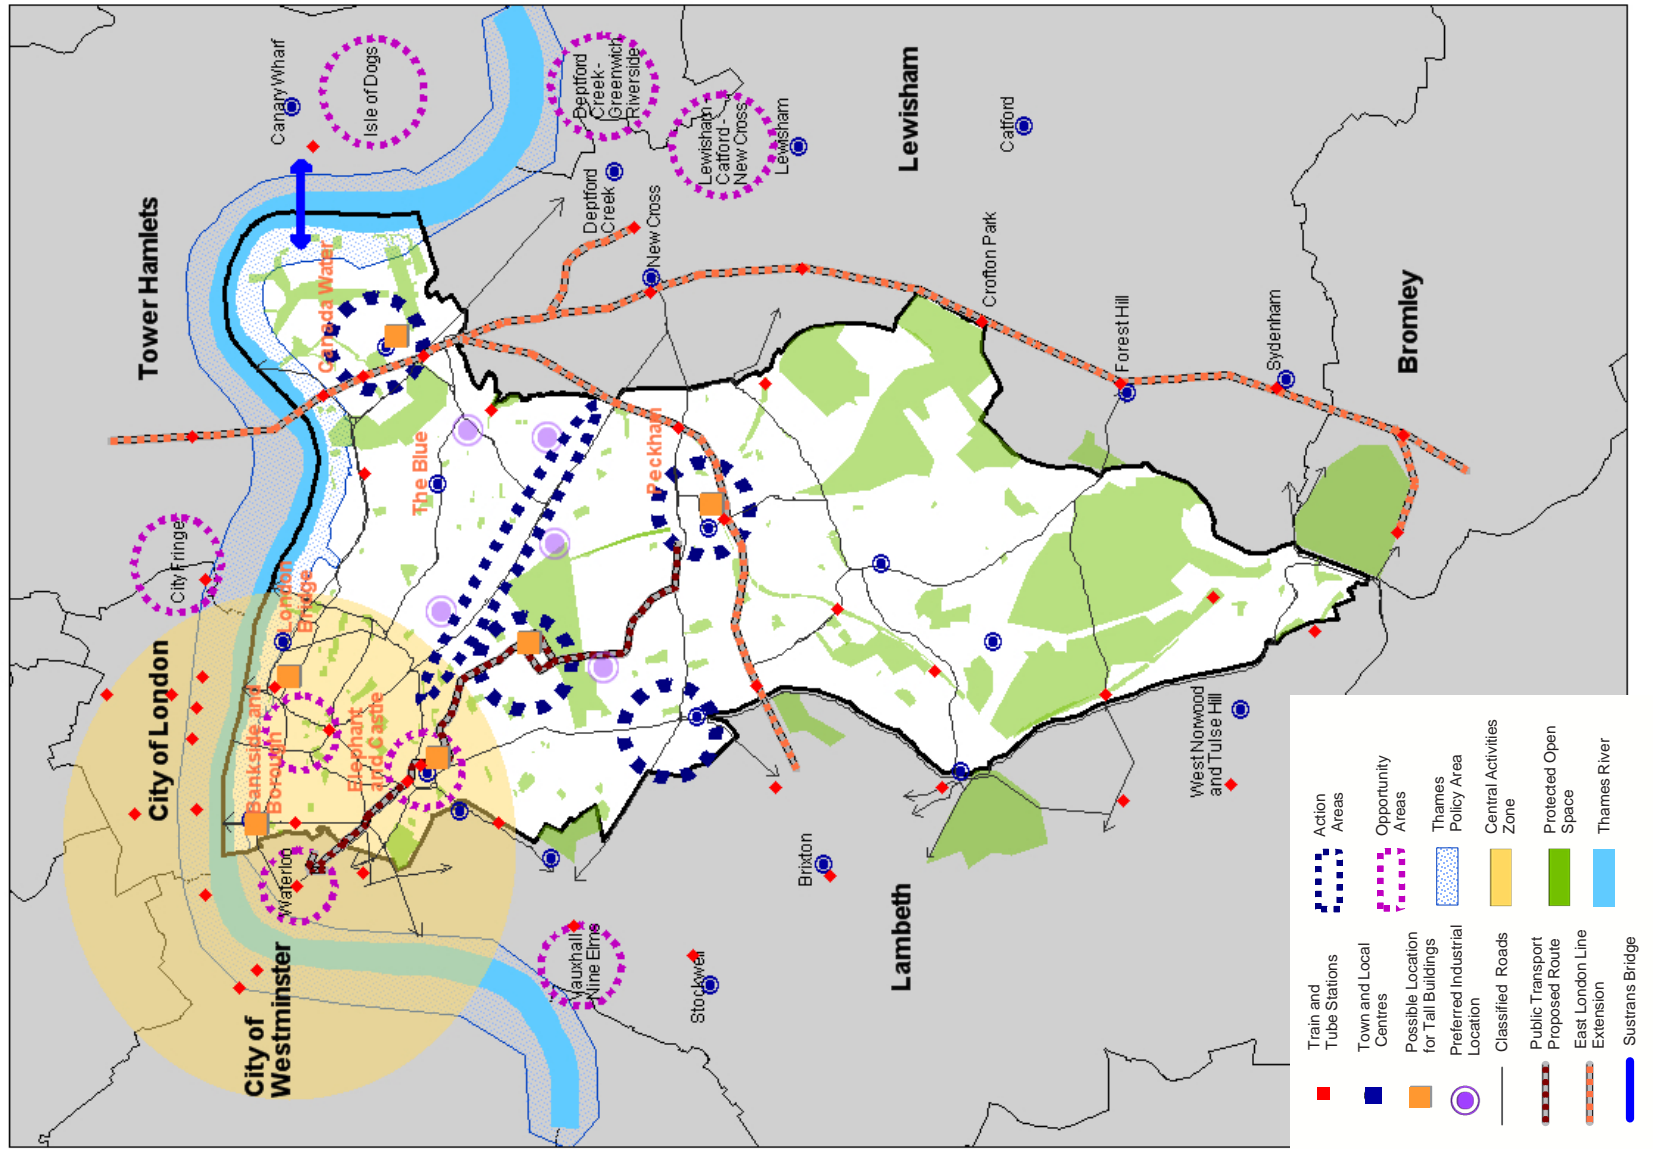 Canary Wharf
Isle of Dogs
Deptford
Creek-
Greenwich
Riverside
Lewisham -
Catford -
New Cross
Lewisham
Lewisham
Catford
Deptford
Creek
New Cross
Tower Hamlets
Canada Water
Crofton Park
Forest Hill
Sydenham
Bromley
The Blue
Peckham
City Fringe
London
Bridge
City of London
Bankside and
Borough
Elephant
and Castle
Waterloo
City of
Westminster
Vauxhall
Nine Elms
Stockwell
Brixton
Lambeth
West Norwood
and Tulse Hill
Train and
Tube Stations
Town and Local
Centres
Possible Location
for Tall Buildings
Preferred Industrial
Location
Classified Roads
Public Transport
Proposed Route
East London Line
Extension
Sustrans Bridge
Action
Areas
Opportunity
Areas
Thames
Policy Area
Central Activities
Zone
Protected Open
Space
Thames River